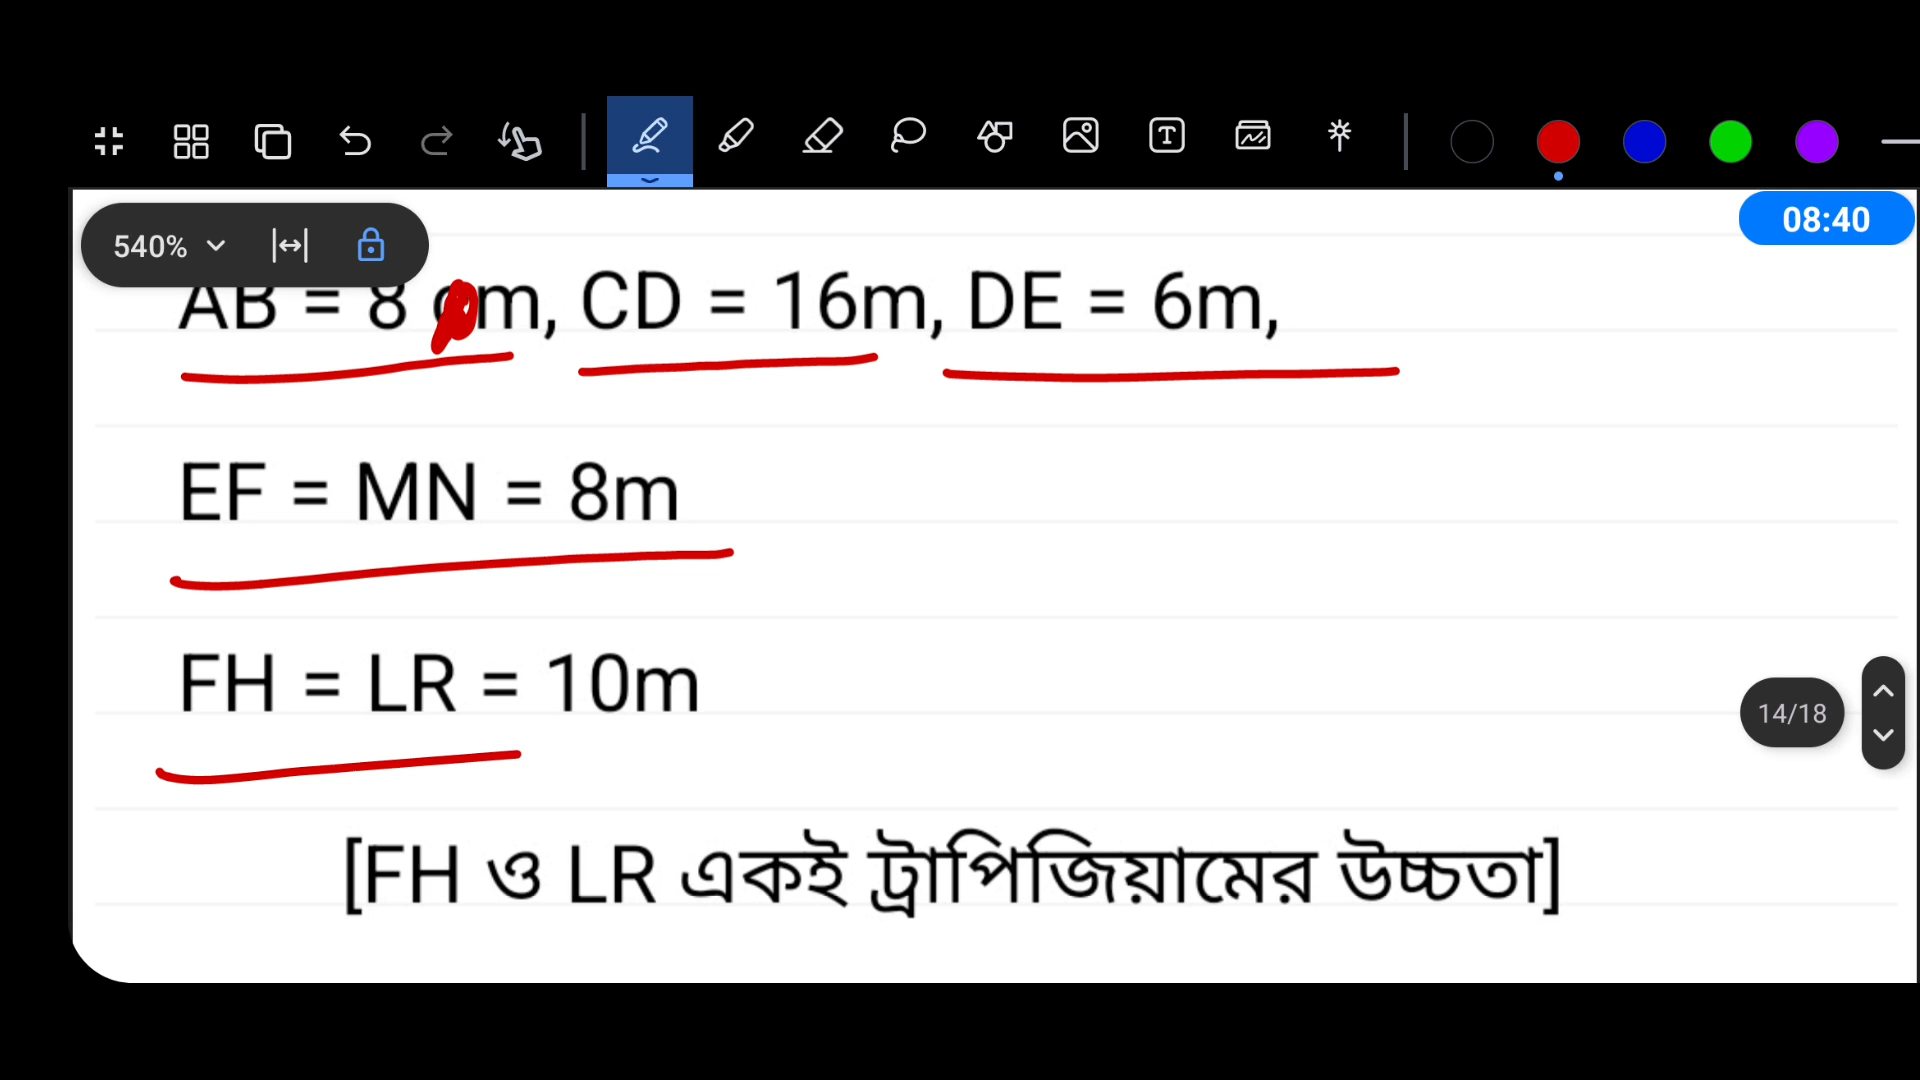 540%
08:40
AB = 8 cm, CD = 16m, DE = 6m,
EF = MN = 8m
FH = LR = 10m
14/18
[FH ও LR একই ট্রাপিজিয়ামের উচ্চতা]